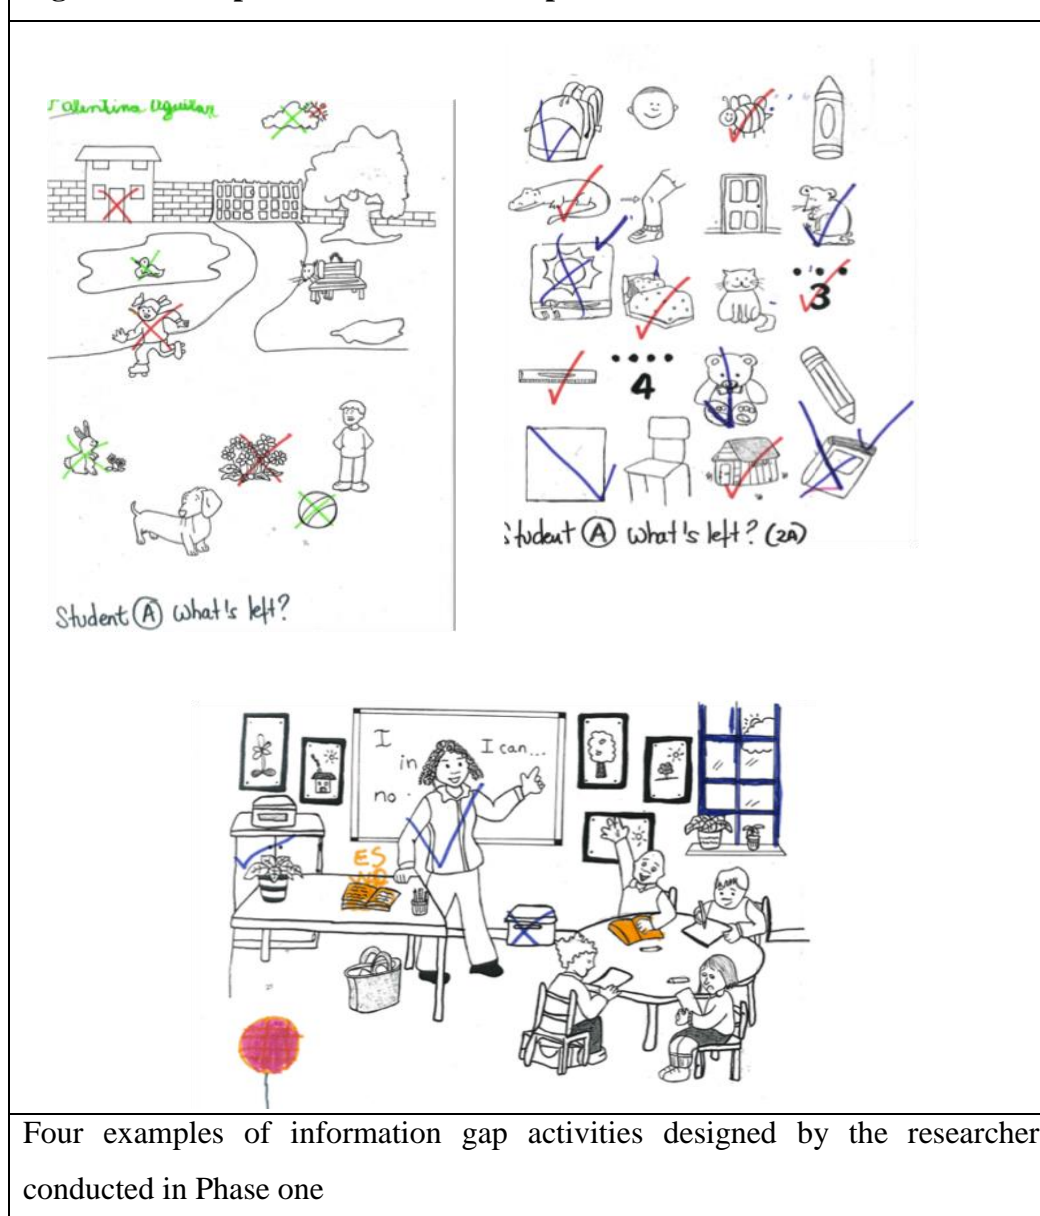 Valentina Aguilar
3
4
Student A What's left? (2A)
Student A What's left?
I
I can...
in
no
ES
Four examples of information gap activities designed by the researcher
conducted in Phase one